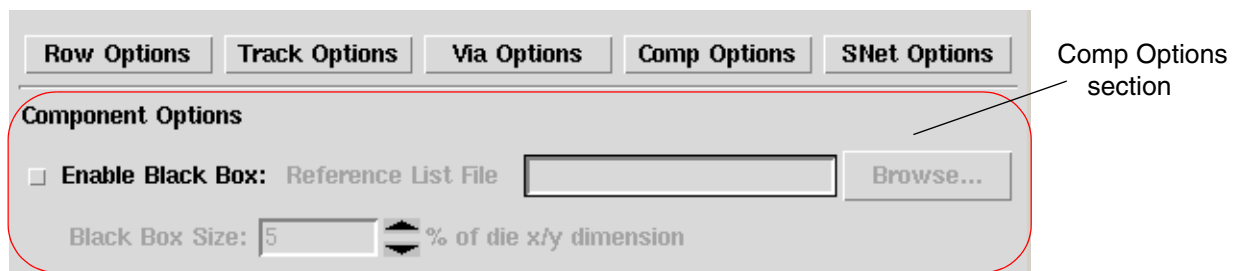 Row Options Track Options Via Options Comp Options SNet Options
Comp Options
section
Component Options
Enable Black Box: Reference List File Browse...
Black Box Size: 5 % of die x/y dimension